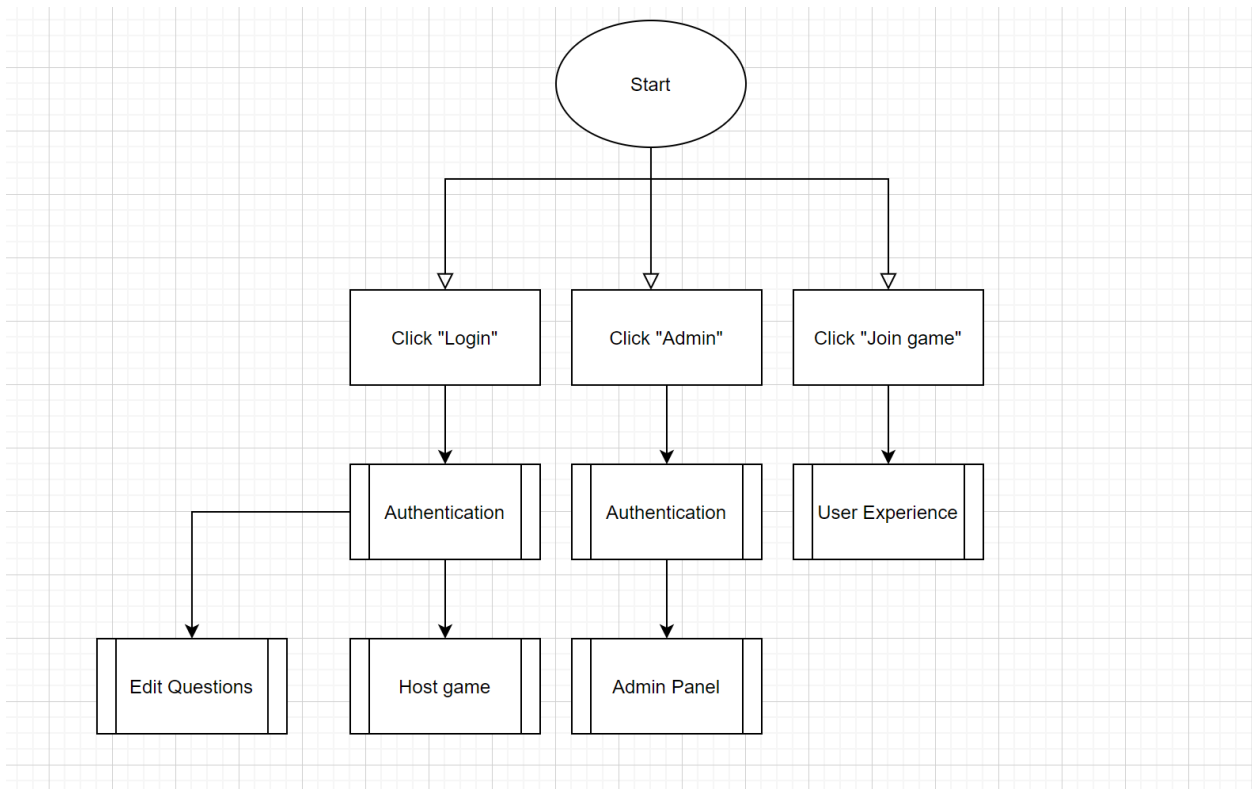 Start
Click "Login"
Click "Admin"
Click "Join game"
Authentication
Authentication
User Experience
Edit Questions
Host game
Admin Panel